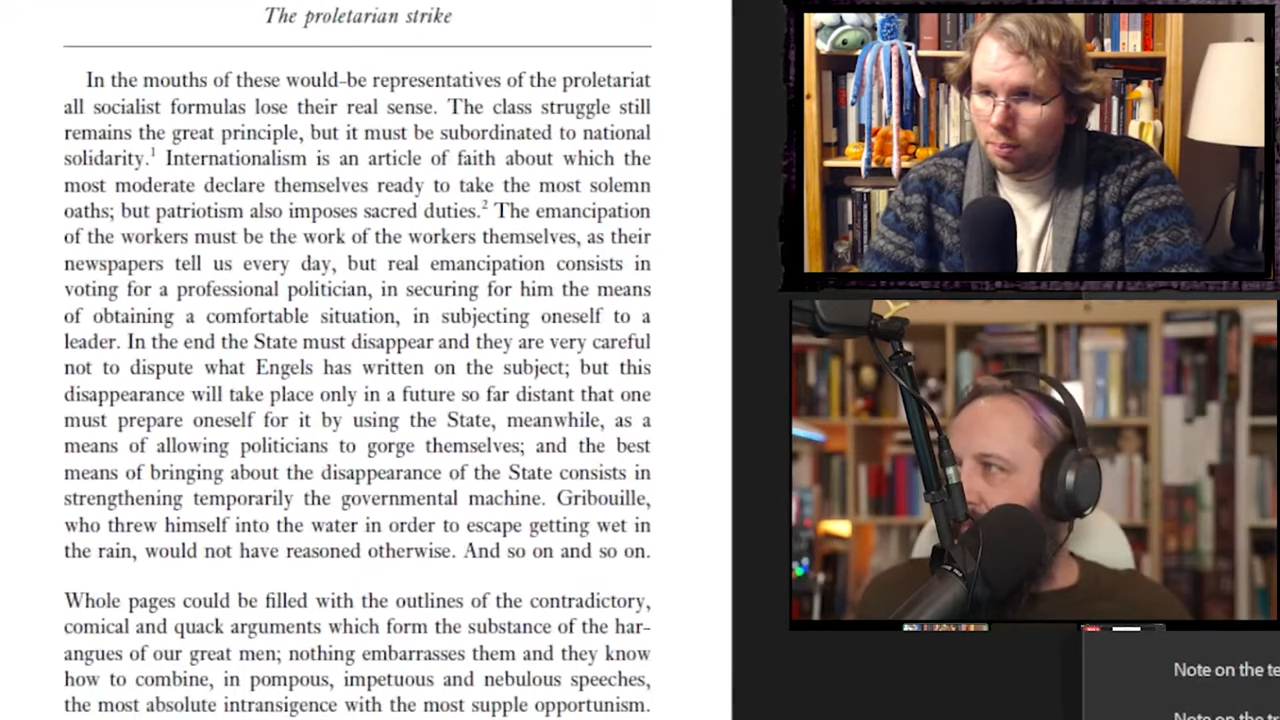 The proletarian strike
In the mouths of these would–be representatives of the proletariat
all socialist formulas lose their real sense. The class struggle still
remains the great principle, but it must be subordinated to national
solidarity.1 Internationalism is an article of faith about which the
most moderate declare themselves ready to take the most solemn
oaths; but patriotism also imposes sacred duties.2 The emancipation
of the workers must be the work of the workers themselves, as their
newspapers tell us every day, but real emancipation consists in
voting for a professional politician, in securing for him the means
of obtaining a comfortable situation, in subjecting oneself to a
leader. In the end the State must disappear and they are very careful
not to dispute what Engels has written on the subject; but this
disappearance will take place only in a future so far distant that one
must prepare oneself for it by using the State, meanwhile, as a
means of allowing politicians to gorge themselves; and the best
means of bringing about the disappearance of the State consists in
strengthening temporarily the governmental machine. Gribouille,
who threw himself into the water in order to escape getting wet in
the rain, would not have reasoned otherwise. And so on and so on.
Whole pages could be filled with the outlines of the contradictory,
comical and quack arguments which form the substance of the har–
angues of our great men; nothing embarrasses them and they know
how to combine, in pompous, impetuous and nebulous speeches,
the most absolute intransigence with the most supple opportunism.
Note on the te